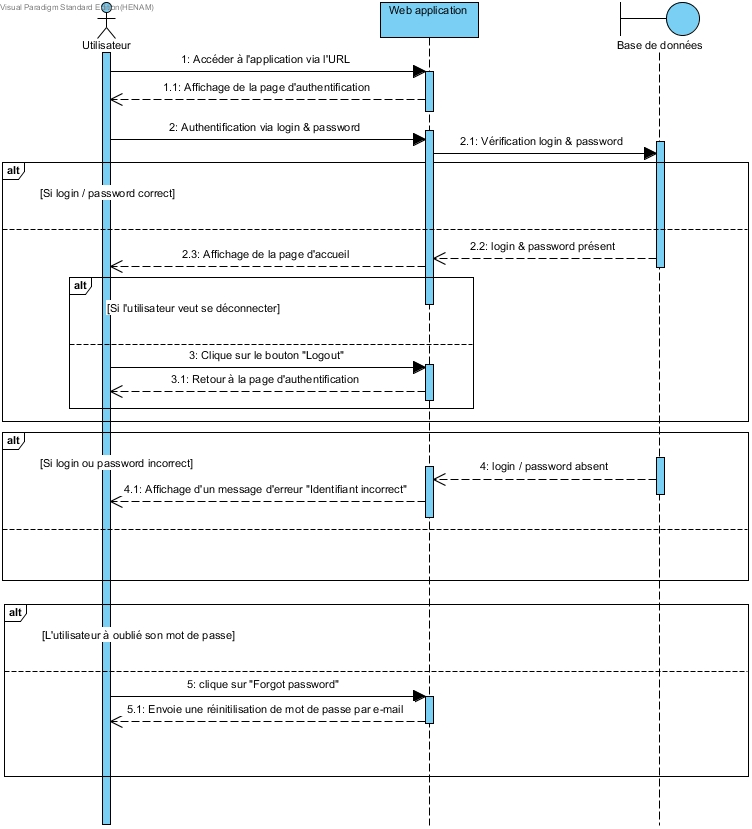 Visual Paradigm Standard Edition(HENAM)
Web application
Utilisateur
Base de données
1: Accéder à l'application via l'URL
1.1: Affichage de la page d'authentification
2: Authentification via login & password
2.1: Vérification login & password
alt
[Si login / password correct]
2.2: login & password présent
2.3: Affichage de la page d'accueil
alt
[Si l'utilisateur veut se déconnecter]
3: Clique sur le bouton "Logout"
3.1: Retour à la page d'authentification
alt
[Si login ou password incorrect]
4: login / password absent
4.1: Affichage d'un message d'erreur "Identifiant incorrect"
alt
[L'utilisateur à oublié son mot de passe]
5: clique sur "Forgot password"
5.1: Envoie une réinitilisation de mot de passe par e-mail